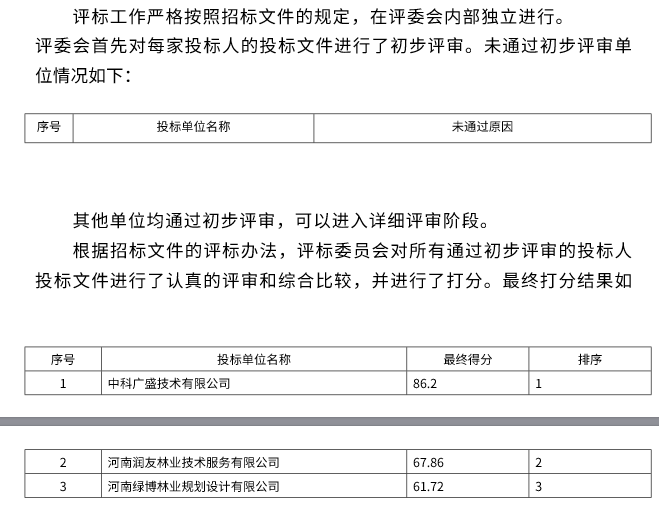 评标工作严格按照招标文件的规定，在评委会内部独立进行。
评委会首先对每家投标人的投标文件进行了初步评审。未通过初步评审单
位情况如下：
序号 投标单位名称 未通过原因
其他单位均通过初步评审，可以进入详细评审阶段。
根据招标文件的评标办法，评标委员会对所有通过初步评审的投标人
投标文件进行了认真的评审和综合比较，并进行了打分。最终打分结果如
序号 投标单位名称 最终得分 排序
1 中科广盛技术有限公司 86.2 1
2 河南润友林业技术服务有限公司 67.86 2
3 河南绿博林业规划设计有限公司 61.72 3